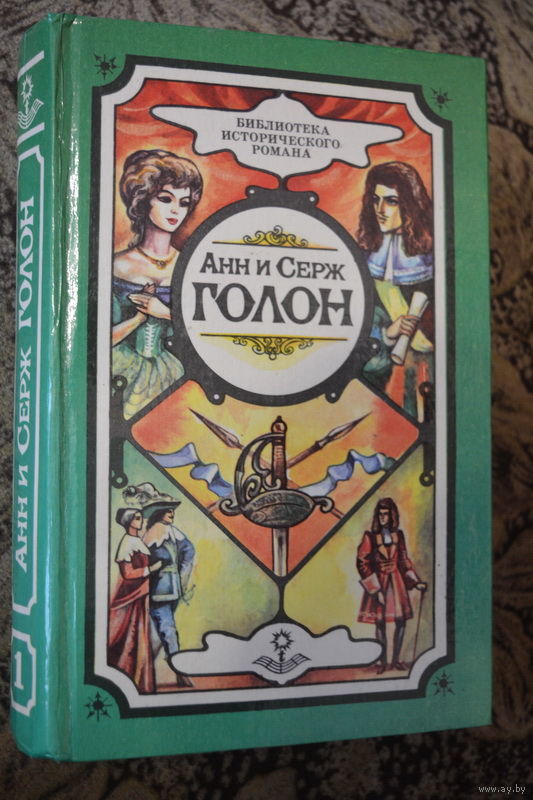 БИБЛИОТЕКА
ИСТОРИЧЕСКОГО
РОМАНА
АНН И СЕРЖ
ГОЛОН
АНН И СЕРЖ ГОЛОН
1
www.ay.by